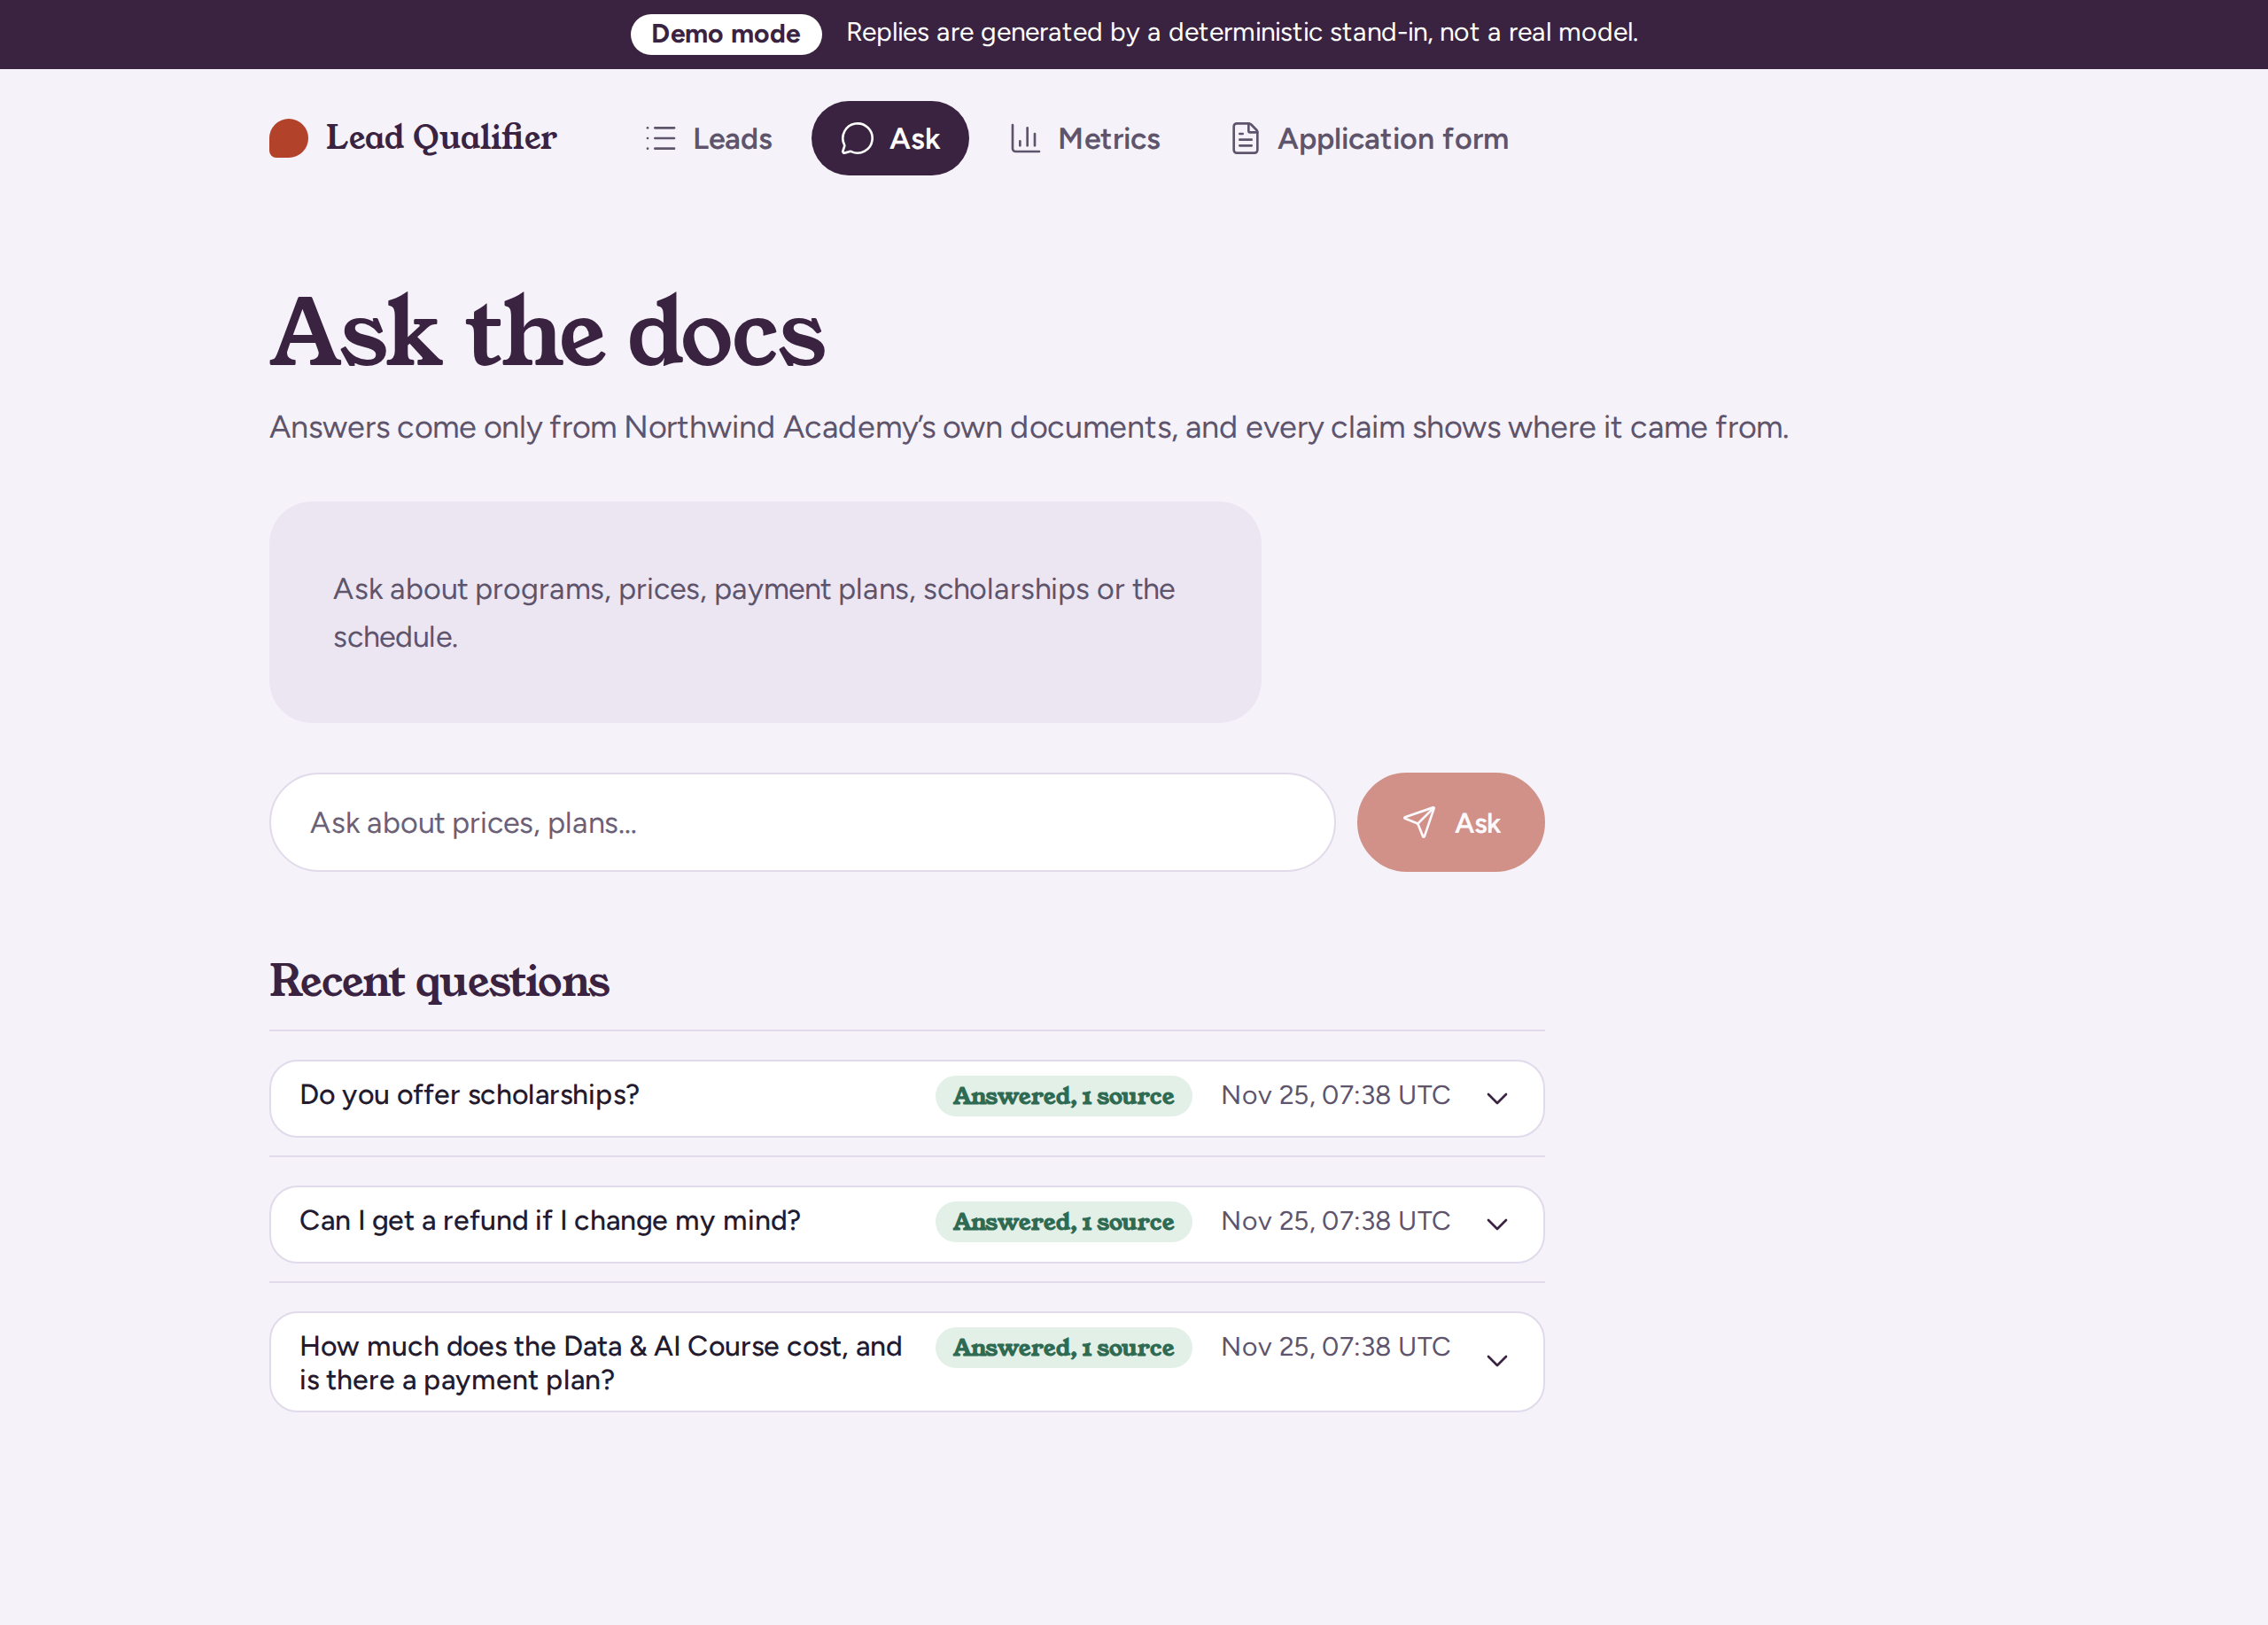 Demo mode Replies are generated by a deterministic stand-in, not a real model.
Lead Qualifier Leads Ask Metrics Application form
Ask the docs
Answers come only from Northwind Academy’s own documents, and every claim shows where it came from.
Ask about programs, prices, payment plans, scholarships or the
schedule.
Ask about prices, plans... Ask
Recent questions
Do you offer scholarships? Answered, 1 source Nov 25, 07:38 UTC
Can I get a refund if I change my mind? Answered, 1 source Nov 25, 07:38 UTC
How much does the Data & AI Course cost, and Answered, 1 source Nov 25, 07:38 UTC
is there a payment plan?